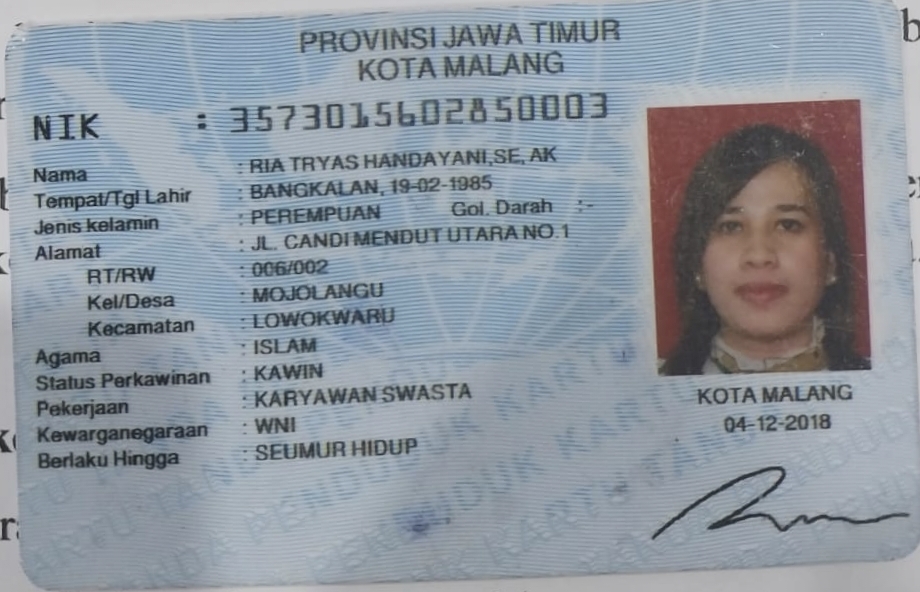 PROVINSI JAWA TIMUR
KOTA MALANG
NIK : 3573015602850003
Nama : RIA TRYAS HANDAYANI,SE, AK
Tempat/Tgl Lahir : BANGKALAN, 19-02-1985
Jenis kelamin : PEREMPUAN Gol. Darah :-
Alamat : JL. CANDI MENDUT UTARA NO.1
RT/RW : 006/002
Kel/Desa : MOJOLANGU
Kecamatan : LOWOKWARU
Agama : ISLAM
Status Perkawinan : KAWIN
Pekerjaan : KARYAWAN SWASTA
Kewarganegaraan : WNI
Berlaku Hingga : SEUMUR HIDUP
KOTA MALANG
04-12-2018